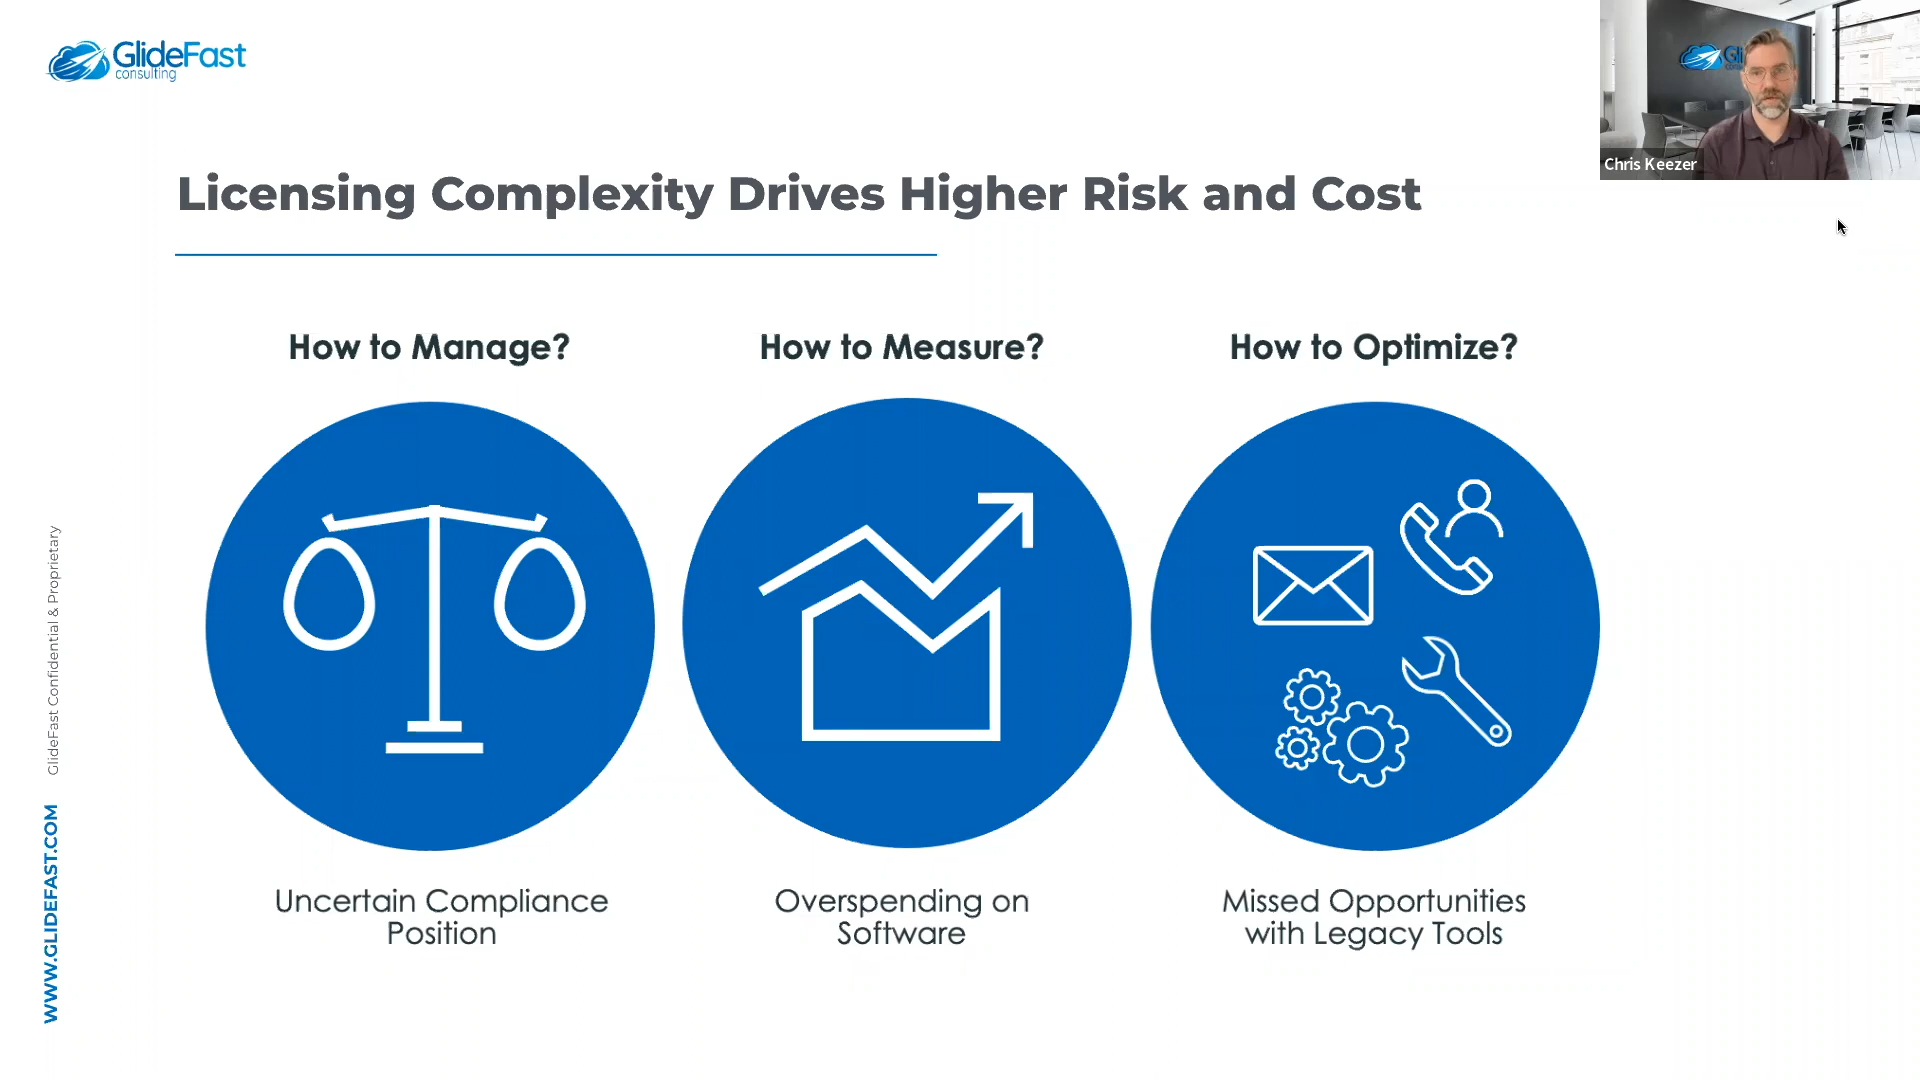 GlideFast
consulting
Chris Keezer
Licensing Complexity Drives Higher Risk and Cost
How to Manage?
How to Measure?
How to Optimize?
Uncertain Compliance
Position
Overspending on
Software
Missed Opportunities
with Legacy Tools
WWW.GLIDEFAST.COM
GlideFast Confidential & Proprietary